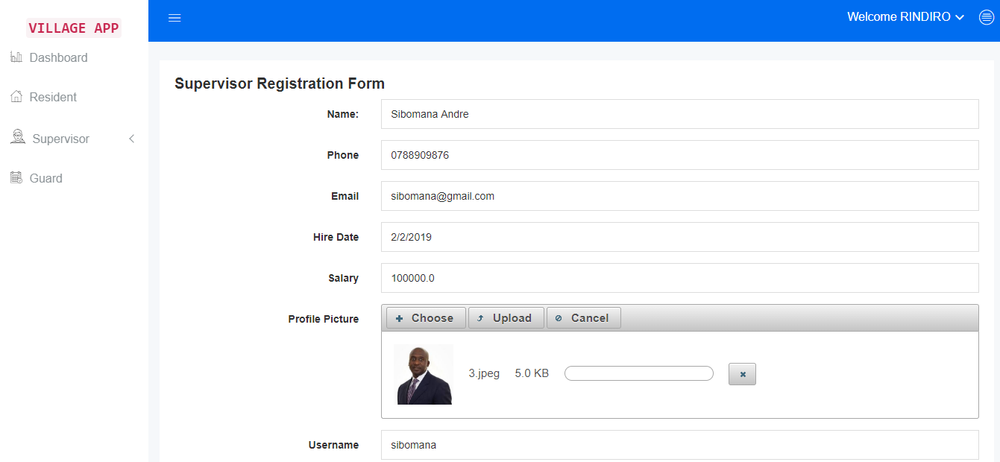 VILLAGE APP
Welcome RINDIRO
Dashboard
Resident
Supervisor
Guard
Supervisor Registration Form
Name: Sibomana Andre
Phone 0788909876
Email sibomana@gmail.com
Hire Date 2/2/2019
Salary 100000.0
Profile Picture Choose Upload Cancel
3.jpeg 5.0 KB
Username sibomana